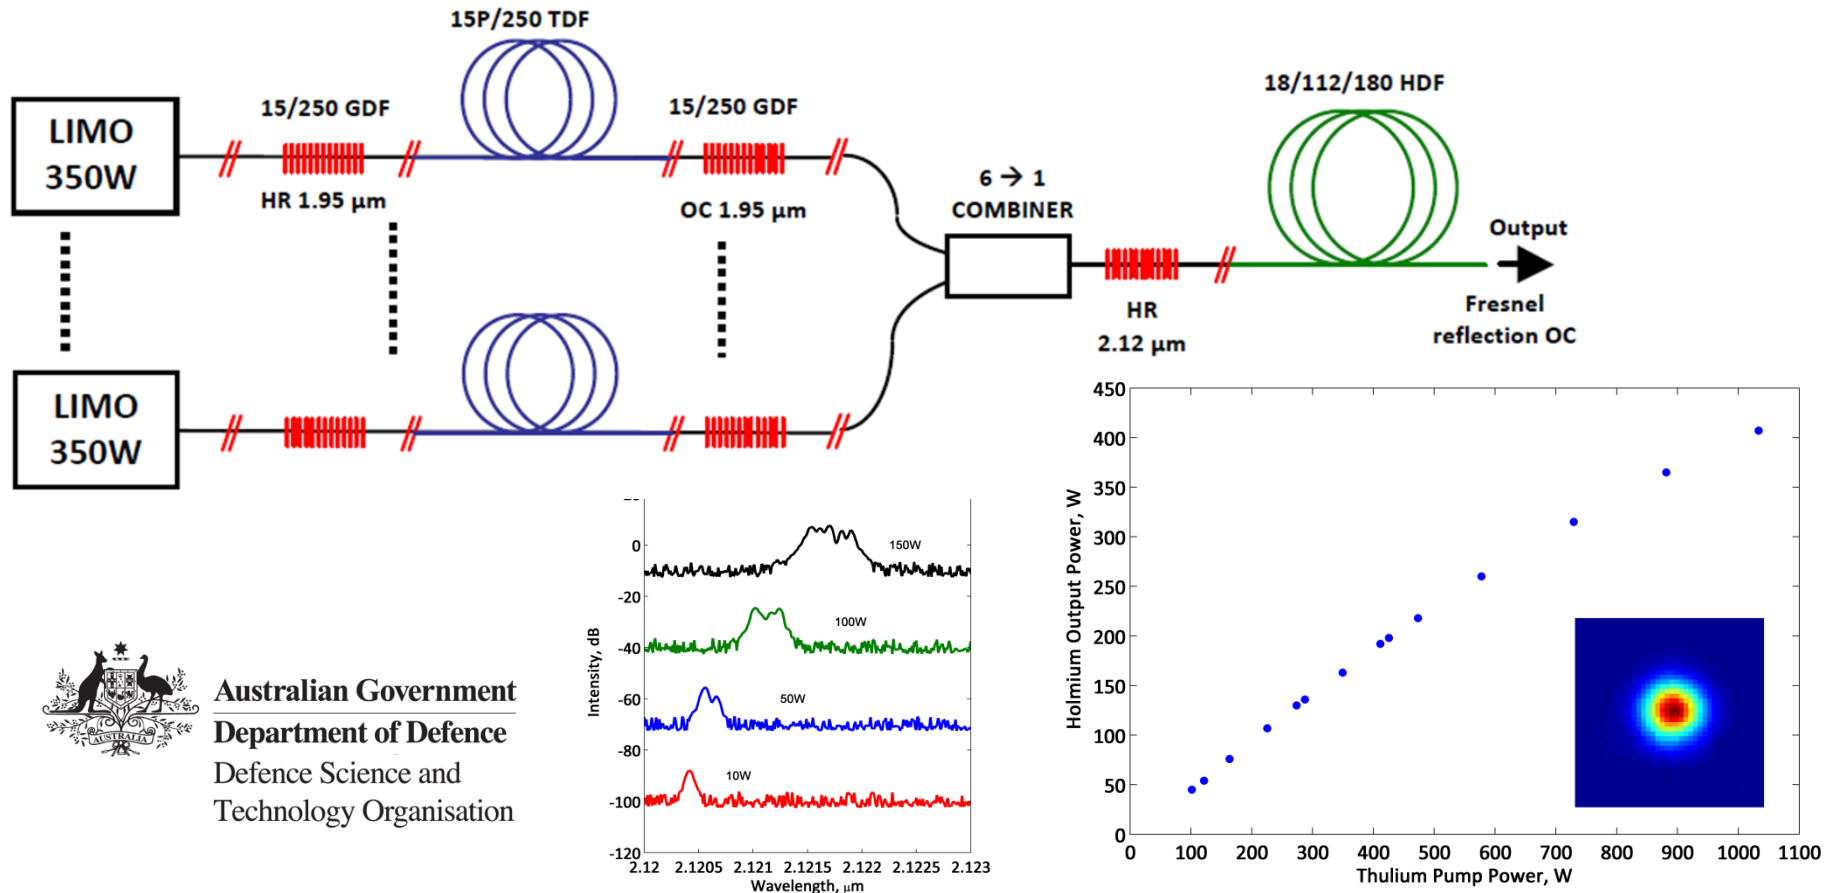 15P/250 TDF
LIMO
350W
15/250 GDF
HR 1.95 µm
15/250 GDF
OC 1.95 µm
6 → 1
COMBINER
HR
2.12 µm
18/112/180 HDF
Output
Fresnel
reflection OC
LIMO
350W
0
-20
-40
-60
-80
-100
-120
Intensity, dB
150W
100W
50W
10W
2.12
2.1205
2.121
2.1215
2.122
2.1225
2.123
Wavelength, µm
450
400
350
300
250
200
150
100
50
0
Holmium Output Power, W
0
100
200
300
400
500
600
700
800
900
1000
1100
Thulium Pump Power, W
AUSTRALIA
Australian Government
Department of Defence
Defence Science and
Technology Organisation